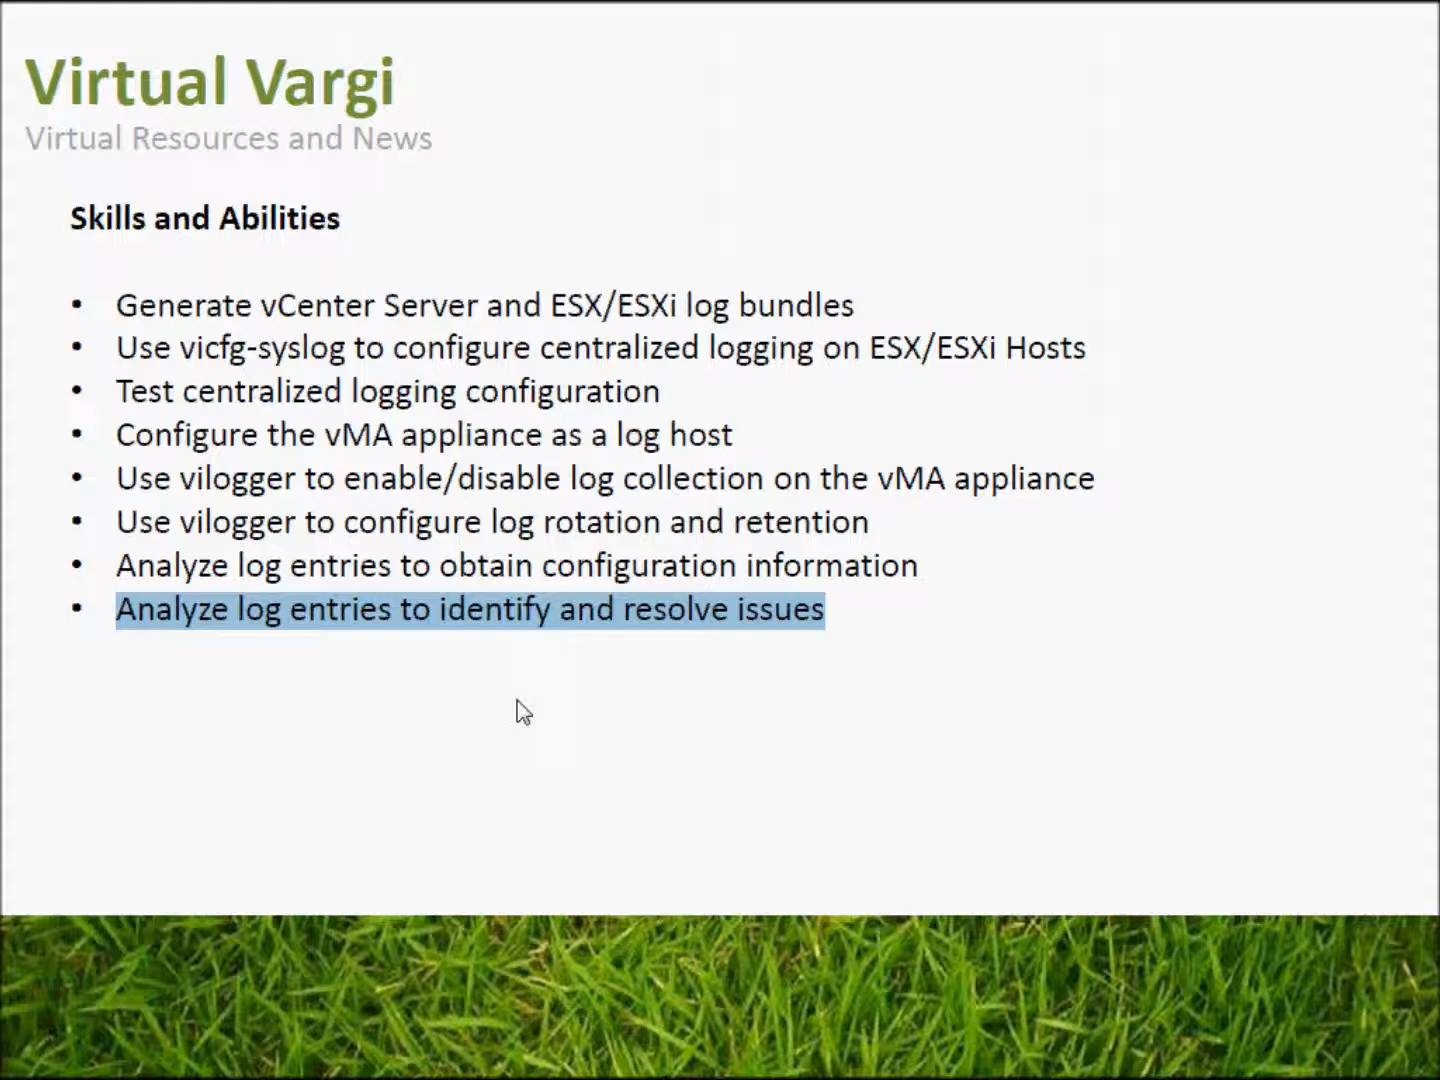 Virtual Vargi
Virtual Resources and News
Skills and Abilities
• Generate vCenter Server and ESX/ESXi log bundles
• Use vicfg-syslog to configure centralized logging on ESX/ESXi Hosts
• Test centralized logging configuration
• Configure the vMA appliance as a log host
• Use vilogger to enable/disable log collection on the vMA appliance
• Use vilogger to configure log rotation and retention
• Analyze log entries to obtain configuration information
• Analyze log entries to identify and resolve issues